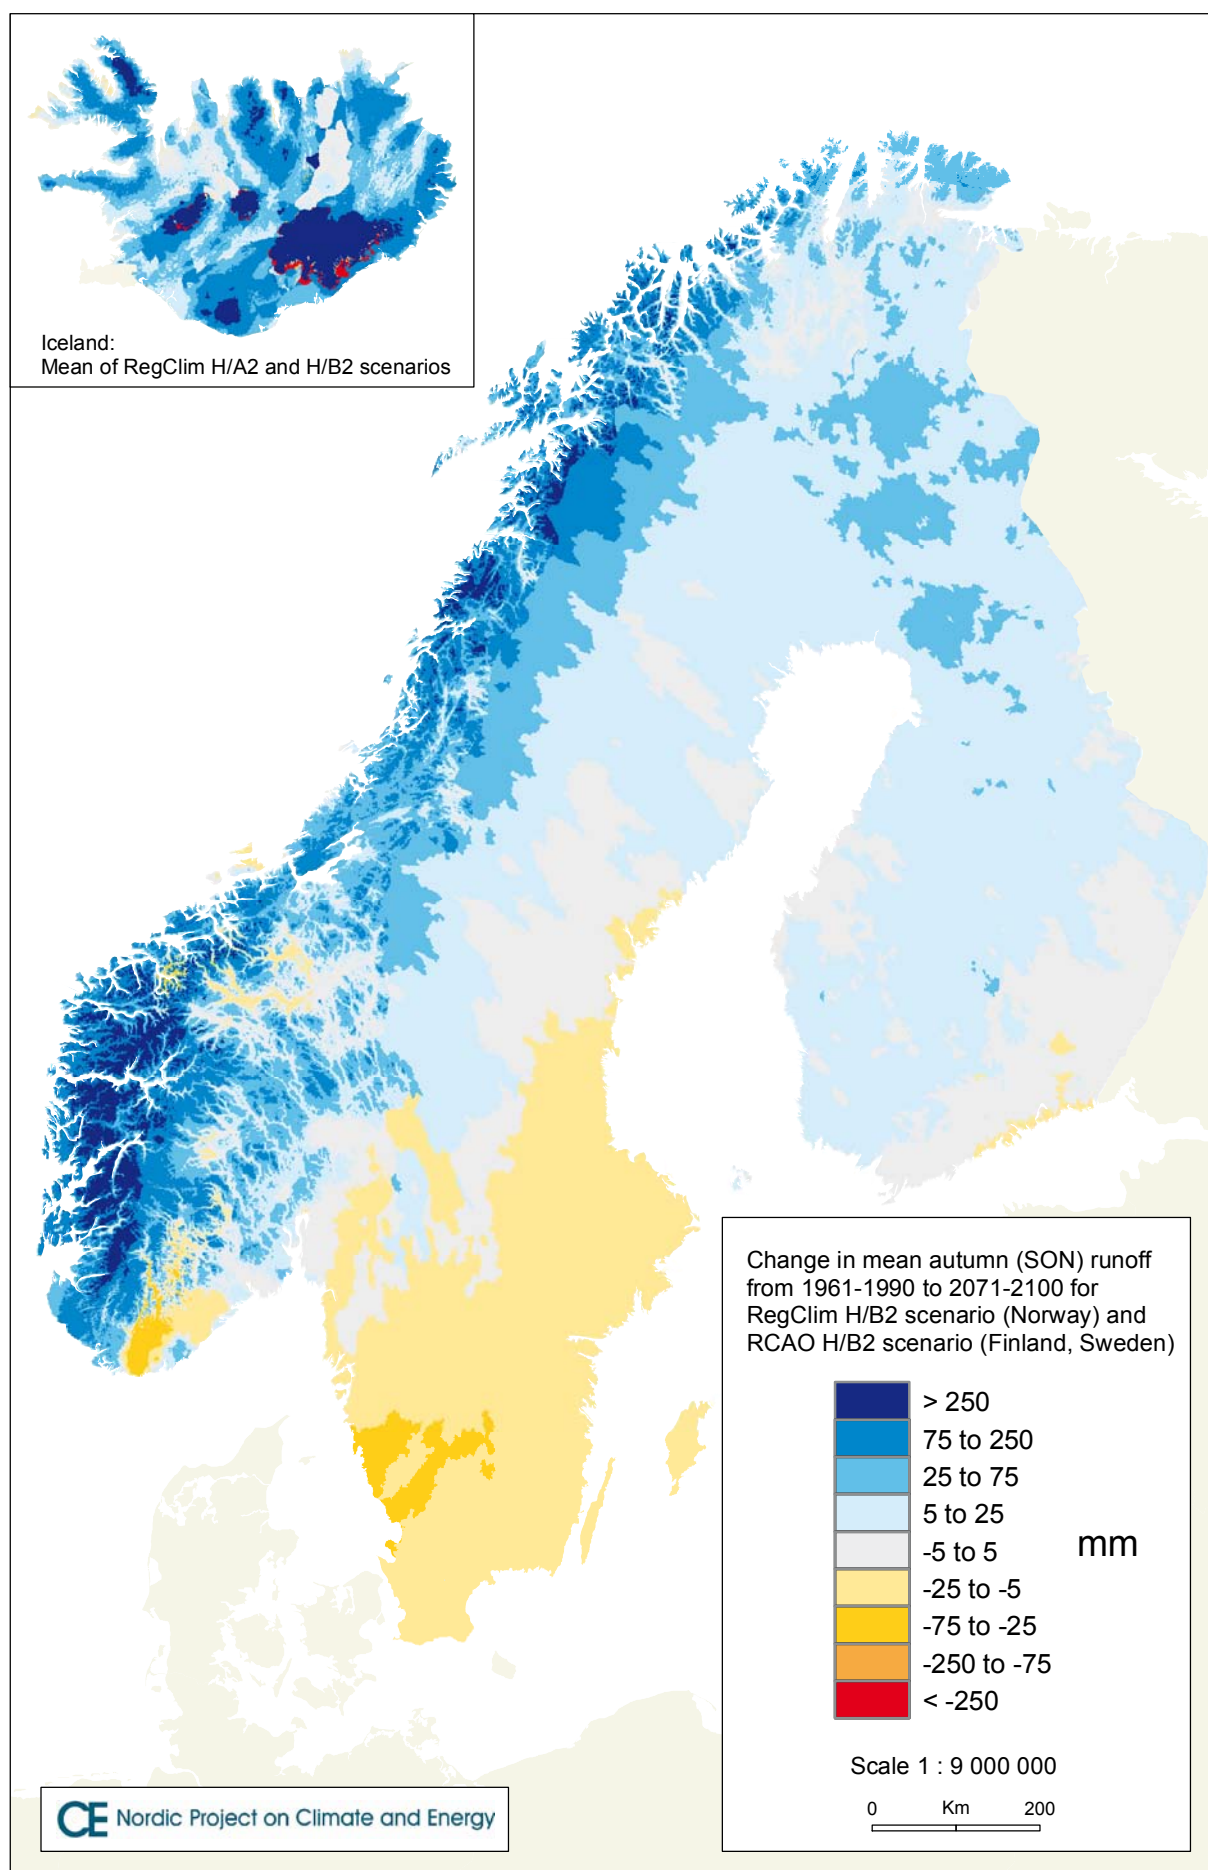 Iceland:
Mean of RegClim H/A2 and H/B2 scenarios
Change in mean autumn (SON) runoff
from 1961-1990 to 2071-2100 for
RegClim H/B2 scenario (Norway) and
RCAO H/B2 scenario (Finland, Sweden)
> 250
75 to 250
25 to 75
5 to 25
-5 to 5
mm
-25 to -5
-75 to -25
-250 to -75
< -250
Scale 1 : 9 000 000
0 Km 200
CE Nordic Project on Climate and Energy